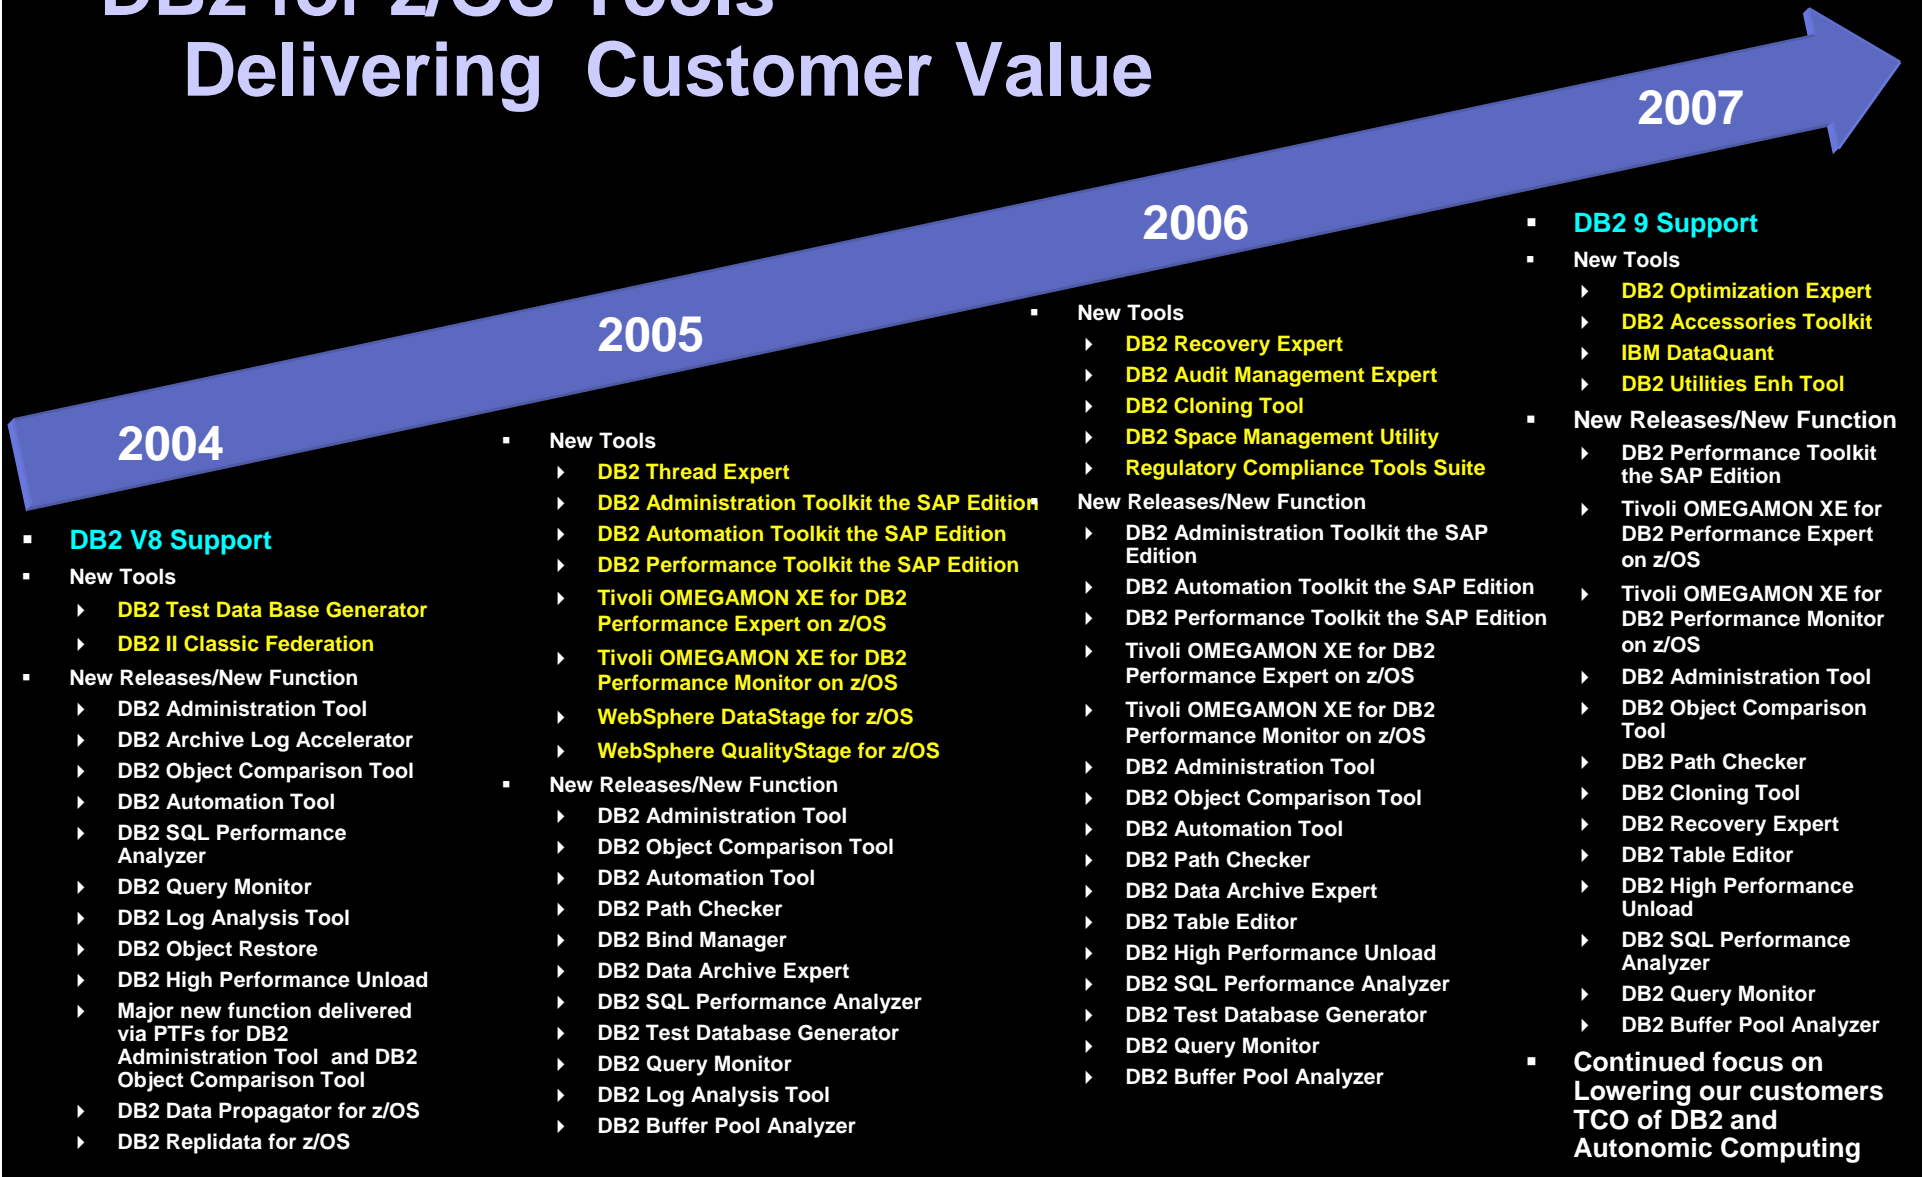 DB2 for z/OS Tools
Delivering Customer Value
2004
2005
2006
2007
DB2 V8 Support
New Tools
DB2 Test Data Base Generator
DB2 II Classic Federation
New Releases/New Function
DB2 Administration Tool
DB2 Archive Log Accelerator
DB2 Object Comparison Tool
DB2 Automation Tool
DB2 SQL Performance
Analyzer
DB2 Query Monitor
DB2 Log Analysis Tool
DB2 Object Restore
DB2 High Performance Unload
Major new function delivered
via PTFs for DB2
Administration Tool and DB2
Object Comparison Tool
DB2 Data Propagator for z/OS
DB2 Replidata for z/OS
New Tools
DB2 Thread Expert
DB2 Administration Toolkit the SAP Edition
DB2 Automation Toolkit the SAP Edition
DB2 Performance Toolkit the SAP Edition
Tivoli OMEGAMON XE for DB2
Performance Expert on z/OS
Tivoli OMEGAMON XE for DB2
Performance Monitor on z/OS
WebSphere DataStage for z/OS
WebSphere QualityStage for z/OS
New Releases/New Function
DB2 Administration Tool
DB2 Object Comparison Tool
DB2 Automation Tool
DB2 Path Checker
DB2 Bind Manager
DB2 Data Archive Expert
DB2 SQL Performance Analyzer
DB2 Test Database Generator
DB2 Query Monitor
DB2 Log Analysis Tool
DB2 Buffer Pool Analyzer
New Tools
DB2 Recovery Expert
DB2 Audit Management Expert
DB2 Cloning Tool
DB2 Space Management Utility
Regulatory Compliance Tools Suite
New Releases/New Function
DB2 Administration Toolkit the SAP
Edition
DB2 Automation Toolkit the SAP Edition
DB2 Performance Toolkit the SAP Edition
Tivoli OMEGAMON XE for DB2
Performance Expert on z/OS
Tivoli OMEGAMON XE for DB2
Performance Monitor on z/OS
DB2 Administration Tool
DB2 Object Comparison Tool
DB2 Automation Tool
DB2 Path Checker
DB2 Data Archive Expert
DB2 Table Editor
DB2 High Performance Unload
DB2 SQL Performance Analyzer
DB2 Test Database Generator
DB2 Query Monitor
DB2 Buffer Pool Analyzer
DB2 9 Support
New Tools
DB2 Optimization Expert
DB2 Accessories Toolkit
IBM DataQuant
DB2 Utilities Enh Tool
New Releases/New Function
DB2 Performance Toolkit
the SAP Edition
Tivoli OMEGAMON XE for
DB2 Performance Expert
on z/OS
Tivoli OMEGAMON XE for
DB2 Performance Monitor
on z/OS
DB2 Administration Tool
DB2 Object Comparison
Tool
DB2 Path Checker
DB2 Cloning Tool
DB2 Recovery Expert
DB2 Table Editor
DB2 High Performance
Unload
DB2 SQL Performance
Analyzer
DB2 Query Monitor
DB2 Buffer Pool Analyzer
Continued focus on
Lowering our customers
TCO of DB2 and
Autonomic Computing